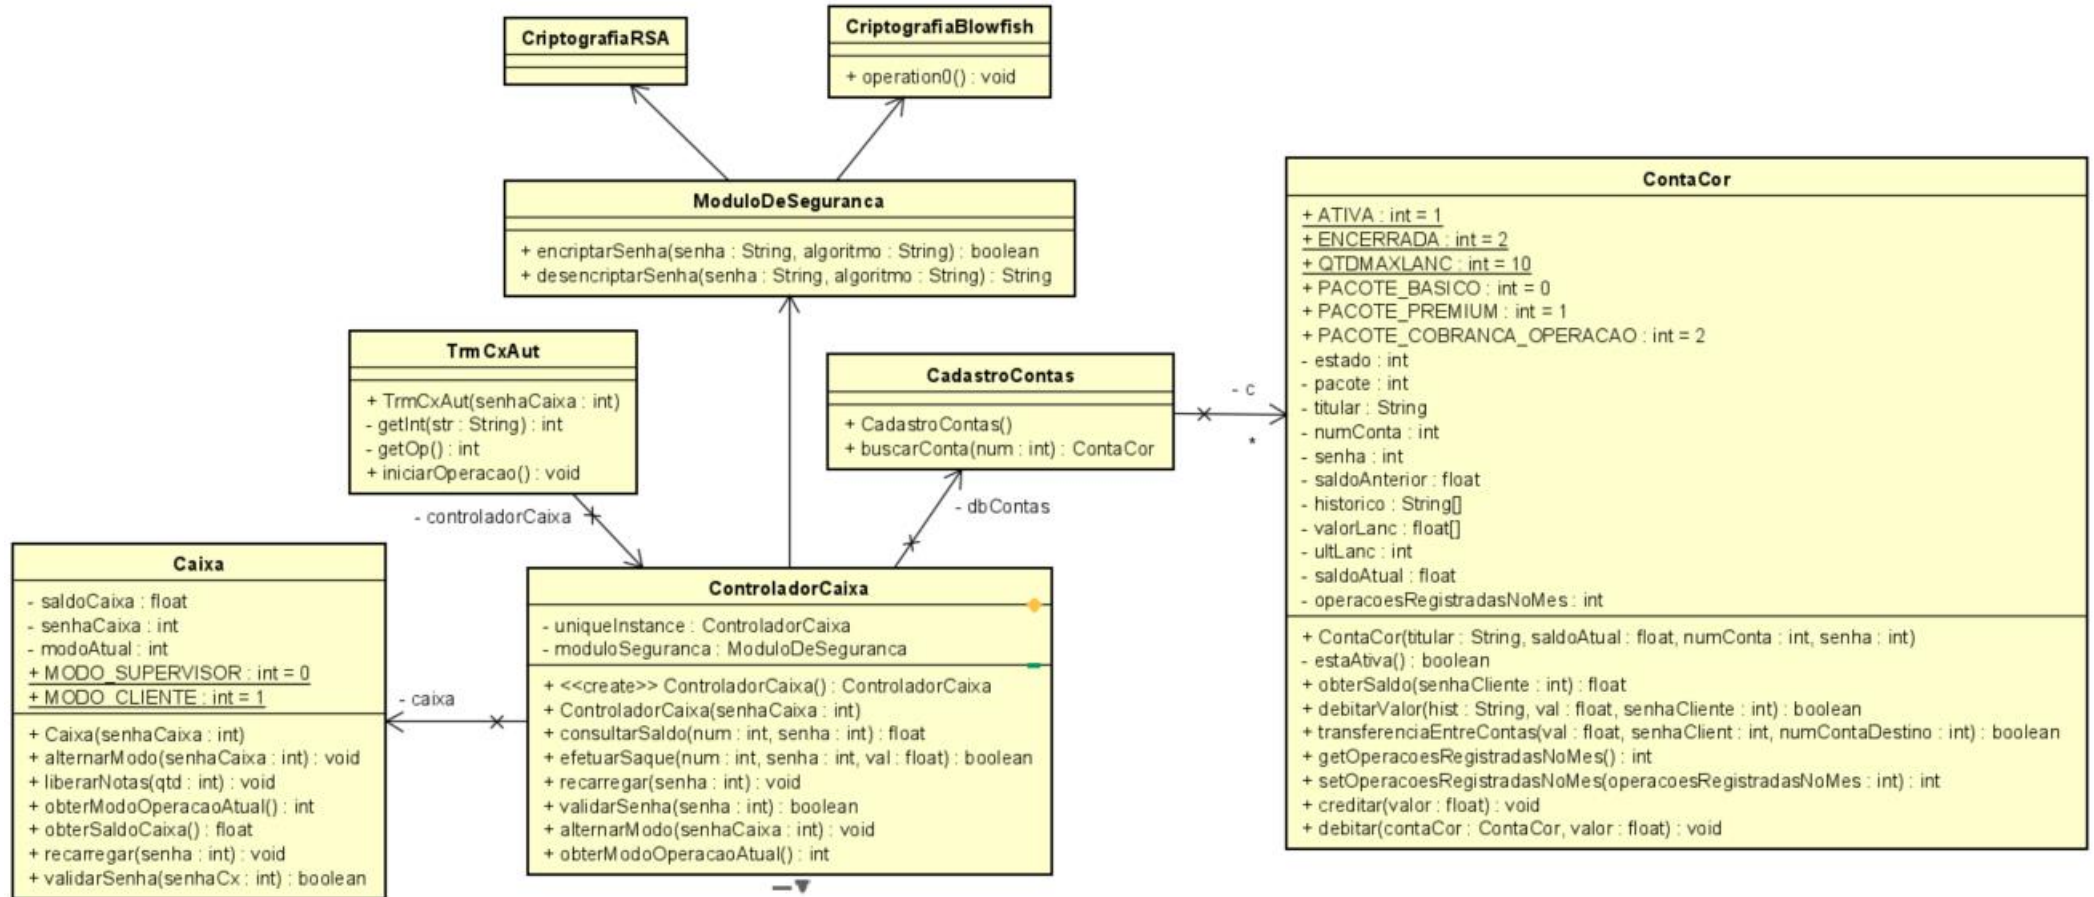 CriptografiaRSA
CriptografiaBlowfish
+ operation0() : void
ModuloDeSeguranca
+ encriptarSenha(senha : String, algoritmo : String) : boolean
+ desencriptarSenha(senha : String, algoritmo : String) : String
TrmCxAut
+ TrmCxAut(senhaCaixa : int)
- getInt(str : String) : int
- getOp() : int
+ iniciarOperacao() : void
- controladorCaixa
CadastroContas
+ CadastroContas()
+ buscarConta(num : int) : ContaCor
- dbContas
- c
*
ContaCor
+ ATIVA : int = 1
+ ENCERRADA : int = 2
+ QTDMAXLANC : int = 10
+ PACOTE_BASICO : int = 0
+ PACOTE_PREMIUM : int = 1
+ PACOTE_COBRANCA_OPERACAO : int = 2
- estado : int
- pacote : int
- titular : String
- numConta : int
- senha : int
- saldoAnterior : float
- historico : String[]
- valorLanc : float[]
- ultLanc : int
- saldoAtual : float
- operacoesRegistradasNoMes : int
+ ContaCor(titular : String, saldoAtual : float, numConta : int, senha : int)
- estaAtiva() : boolean
+ obterSaldo(senhaCliente : int) : float
+ debitarValor(hist : String, val : float, senhaCliente : int) : boolean
+ transferenciaEntreContas(val : float, senhaClient : int, numContaDestino : int) : boolean
+ getOperacoesRegistradasNoMes() : int
+ setOperacoesRegistradasNoMes(operacoesRegistradasNoMes : int) : int
+ creditar(valor : float) : void
+ debitar(contaCor : ContaCor, valor : float) : void
Caixa
- saldoCaixa : float
- senhaCaixa : int
- modoAtual : int
+ MODO_SUPERVISOR : int = 0
+ MODO_CLIENTE : int = 1
+ Caixa(senhaCaixa : int)
+ alternarModo(senhaCaixa : int) : void
+ liberarNotas(qtd : int) : void
+ obterModoOperacaoAtual() : int
+ obterSaldoCaixa() : float
+ recarregar(senha : int) : void
+ validarSenha(senhaCx : int) : boolean
- caixa
ControladorCaixa
- uniqueInstance : ControladorCaixa
- moduloSeguranca : ModuloDeSeguranca
+ <<create>> ControladorCaixa() : ControladorCaixa
+ ControladorCaixa(senhaCaixa : int)
+ consultarSaldo(num : int, senha : int) : float
+ efetuarSaque(num : int, senha : int, val : float) : boolean
+ recarregar(senha : int) : void
+ validarSenha(senha : int) : boolean
+ alternarModo(senhaCaixa : int) : void
+ obterModoOperacaoAtual() : int